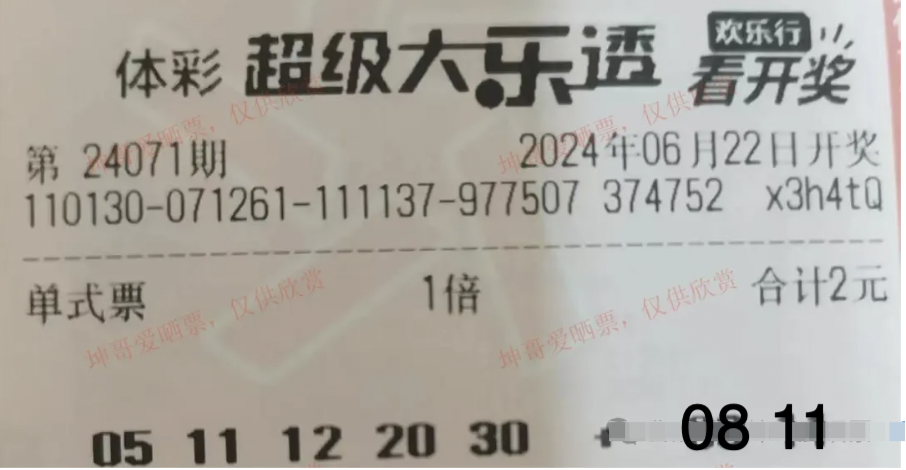 体彩 超级大乐透 欢乐行 看开奖
第 24071期 2024年06月22日开奖
110130-071261-111137-977507 374752 x3h4tQ
单式票 1倍 合计2元
坤哥爱晒票，仅供欣赏
坤哥爱晒票，仅供欣赏
坤哥爱晒票，仅供欣赏
坤哥爱晒票，仅供欣赏
05 11 12 20 30 + 08 11